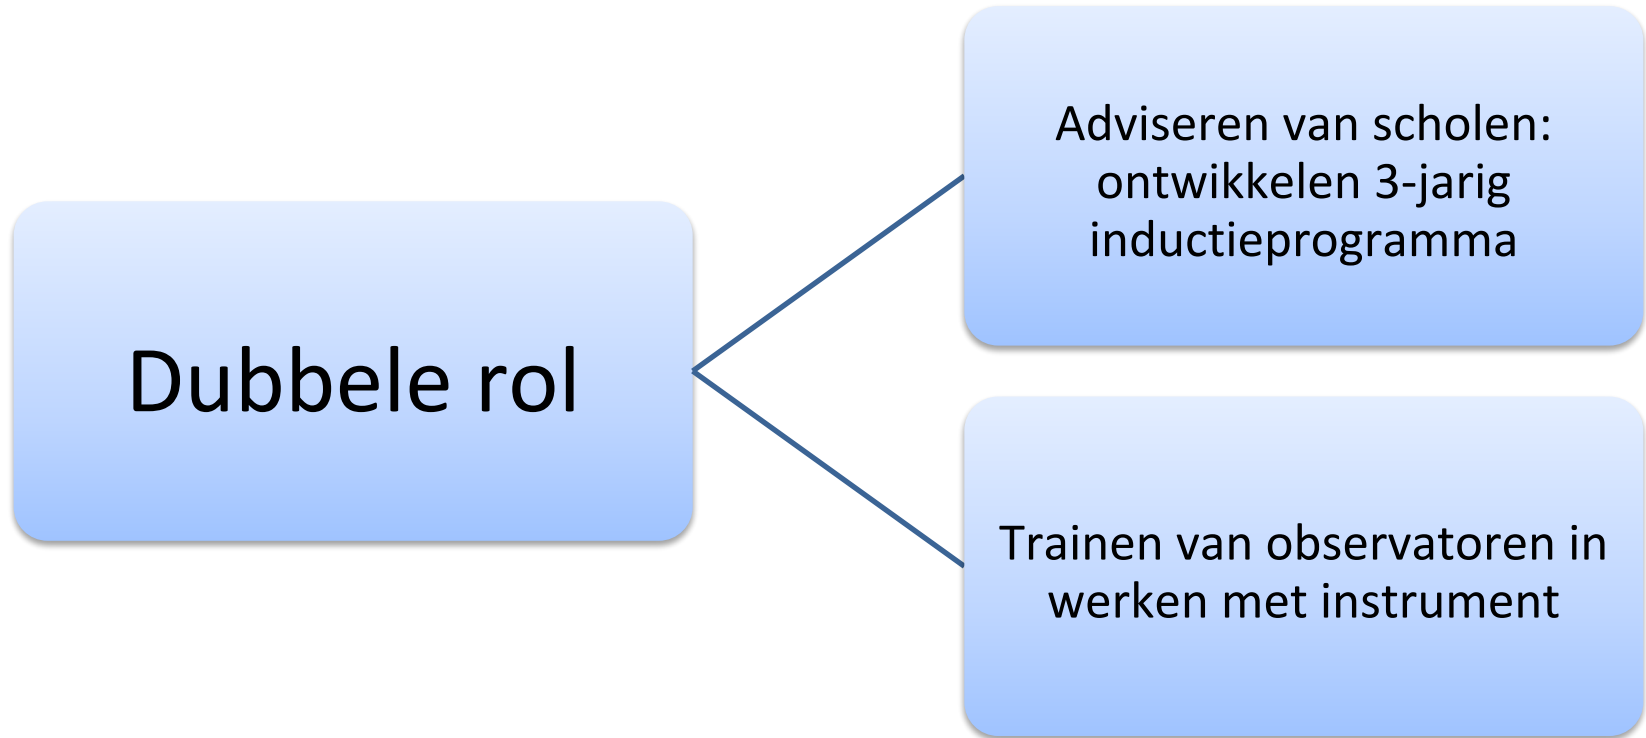 Dubbele rol
Adviseren van scholen:
ontwikkelen 3-jarig
inductieprogramma
Trainen van observatoren in
werken met instrument